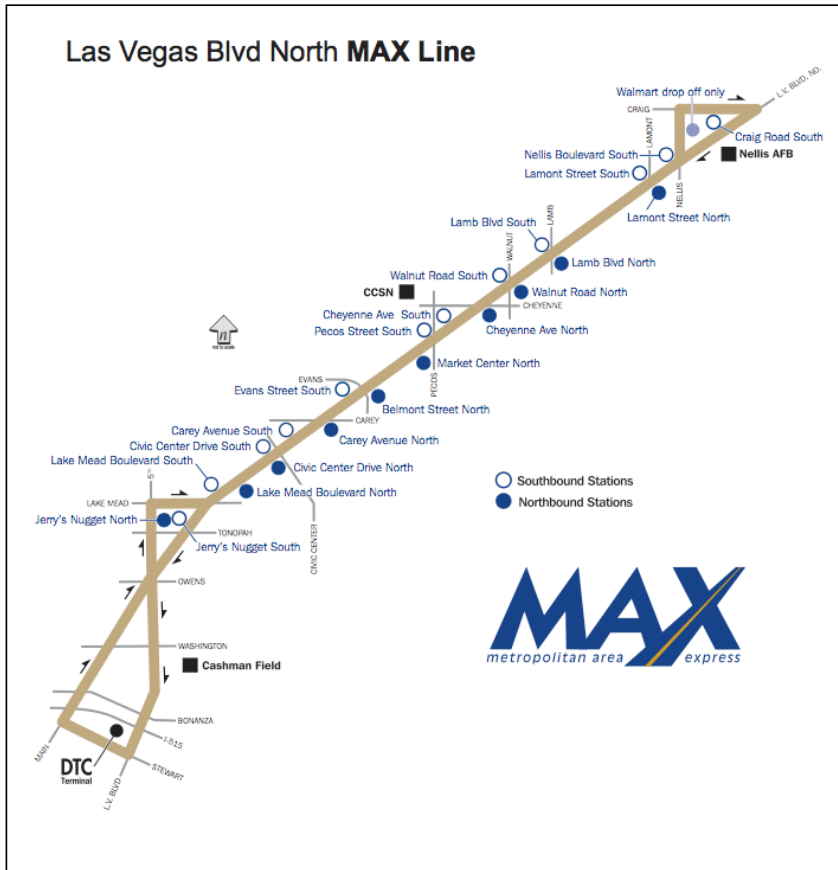 Las Vegas Blvd North MAX Line
Walmart drop off only
L.V. BLVD. NO.
CRAIG
LAMONT
Craig Road South
Nellis Boulevard South
Nellis AFB
Lamont Street South
NELLIS
Lamont Street North
LAMB
Lamb Blvd South
WALNUT
Lamb Blvd North
Walnut Road South
CCSN
Walnut Road North
CHEYENNE
Cheyenne Ave South
Cheyenne Ave North
Pecos Street South
Market Center North
PECOS
EVANS
Evans Street South
Belmont Street North
CAREY
Carey Avenue South
Carey Avenue North
Civic Center Drive South
Civic Center Drive North
Lake Mead Boulevard South
5TH
Lake Mead Boulevard North
Southbound Stations
Northbound Stations
LAKE MEAD
Jerry's Nugget North
TONOPAH
Jerry's Nugget South
CIVIC CENTER
OWENS
MAX
metropolitan area express
WASHINGTON
Cashman Field
BONANZA
I-515
MAIN
DTC
Terminal
STEWART
L.V. BLVD